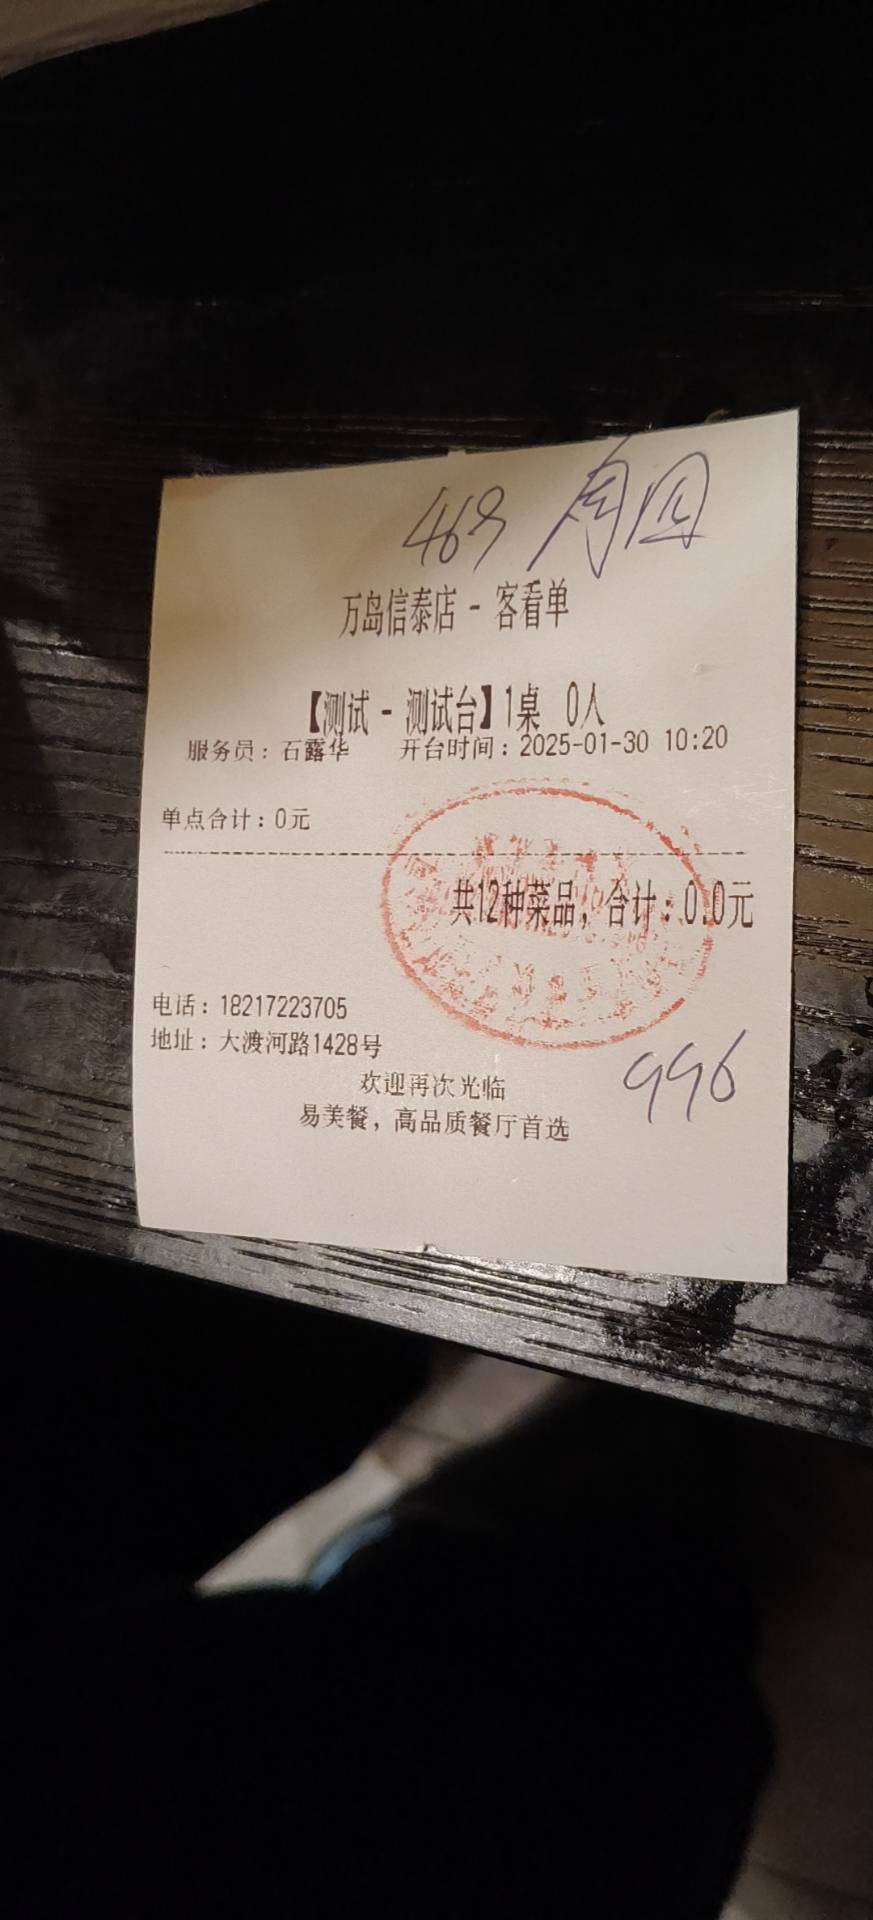 469
万岛信泰店 - 客看单
【测试 - 测试台】1桌 0人
服务员：石露华 开台时间：2025-01-30 10:20
单点合计：0元
共12种菜品，合计：0.0元
电话：18217223705
地址：大渡河路1428号
996
欢迎再次光临
易美餐，高品质餐厅首选